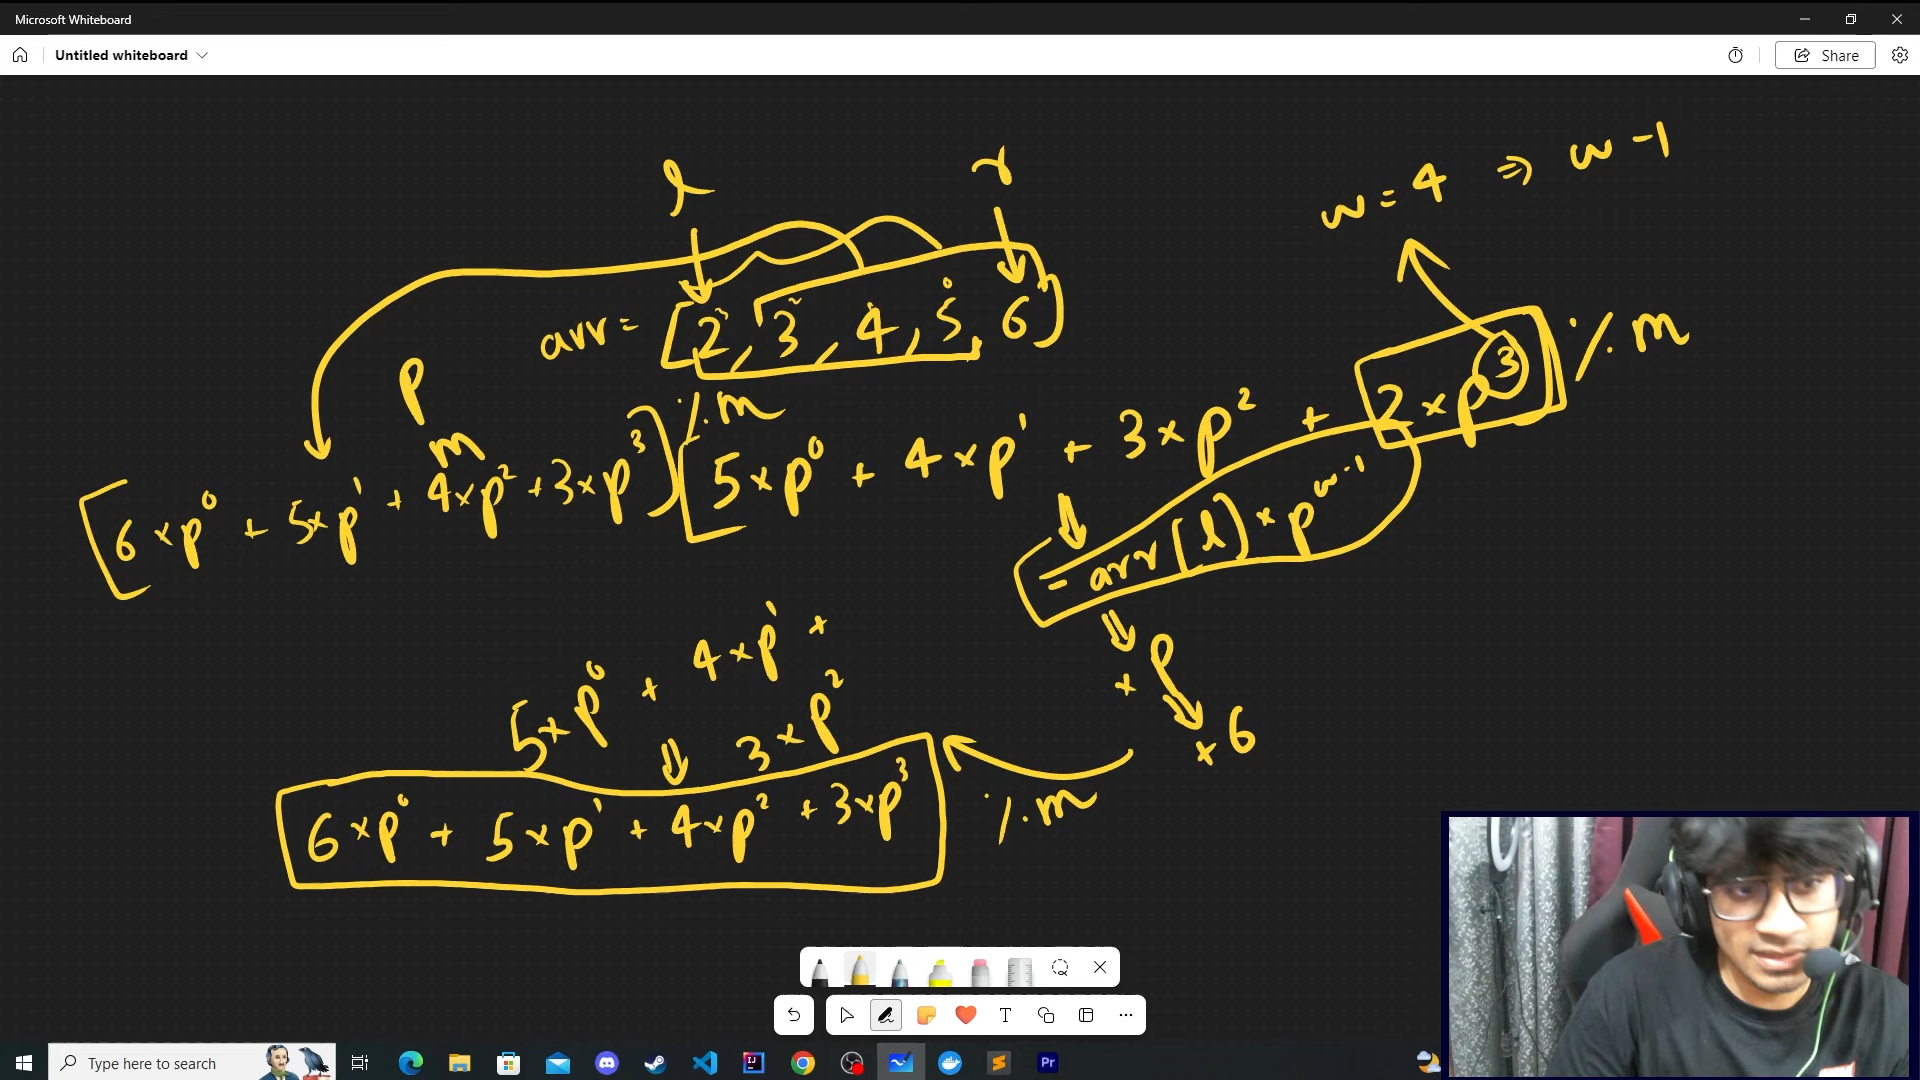 Microsoft Whiteboard
Untitled whiteboard
Share
l r
w = 4 ⇒ w - 1
arr = [2, 3, 4, 5, 6]
p
m
% m
[6 × p⁰ + 5 × p¹ + 4 × p² + 3 × p³] % m
[5 × p⁰ + 4 × p¹ + 3 × p² + 2 × p³
= arr[l] × p^(w-1)
× p
+ 6
5 × p⁰ + 4 × p¹ +
3 × p²
% m
6 × p⁰ + 5 × p¹ + 4 × p² + 3 × p³
T
Type here to search
IJ
Pr